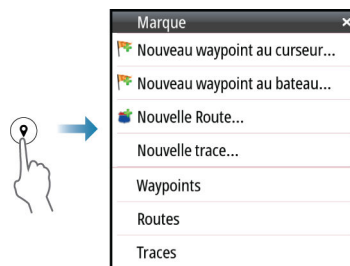 Marque
Nouveau waypoint au curseur...
Nouveau waypoint au bateau...
Nouvelle Route...
Nouvelle trace...
Waypoints
Routes
Traces